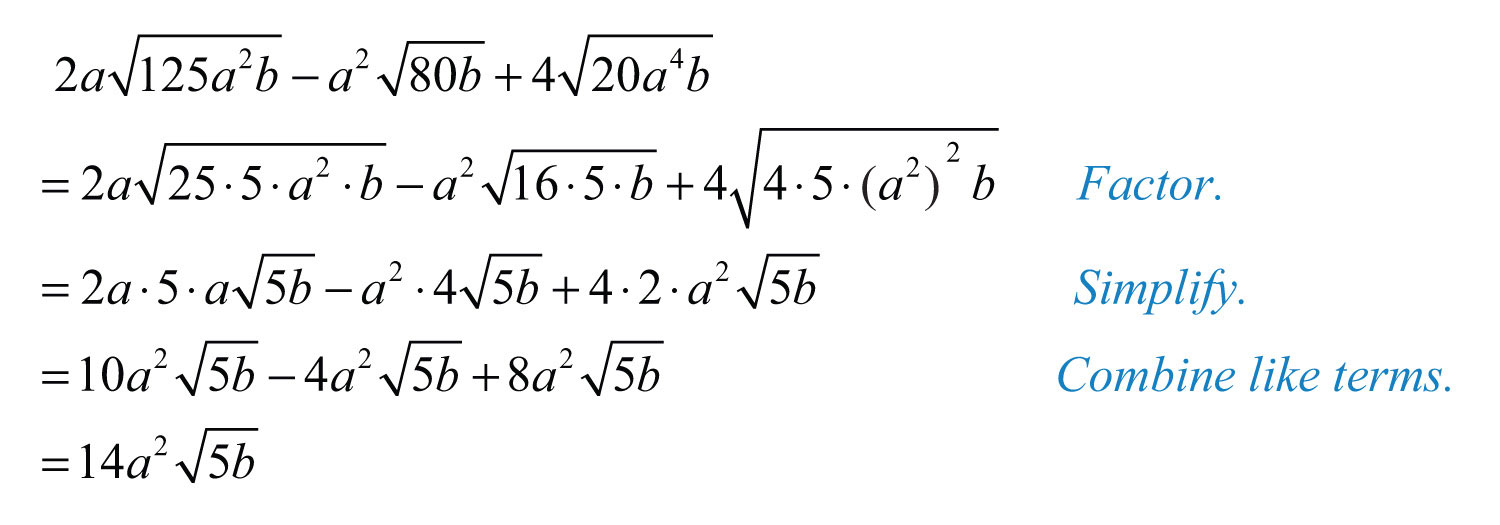 2a√(125a²b) − a²√(80b) + 4√(20a⁴b)
= 2a√(25·5·a²·b) − a²√(16·5·b) + 4√(4·5·(a²)²b) Factor.
= 2a·5·a√(5b) − a²·4√(5b) + 4·2·a²√(5b) Simplify.
= 10a²√(5b) − 4a²√(5b) + 8a²√(5b) Combine like terms.
= 14a²√(5b)